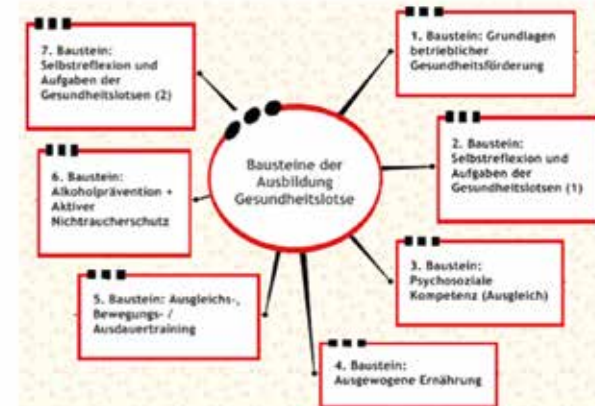 Bausteine der
Ausbildung
Gesundheitslotse
1. Baustein: Grundlagen
betrieblicher
Gesundheitsförderung
2. Baustein:
Selbstreflexion und
Aufgaben der
Gesundheitslotsen (1)
3. Baustein:
Psychosoziale
Kompetenz (Ausgleich)
4. Baustein:
Ausgewogene Ernährung
5. Baustein: Ausgleichs-,
Bewegungs- /
Ausdauertraining
6. Baustein:
Alkoholprävention +
Aktiver
Nichtraucherschutz
7. Baustein:
Selbstreflexion und
Aufgaben der
Gesundheitslotsen (2)